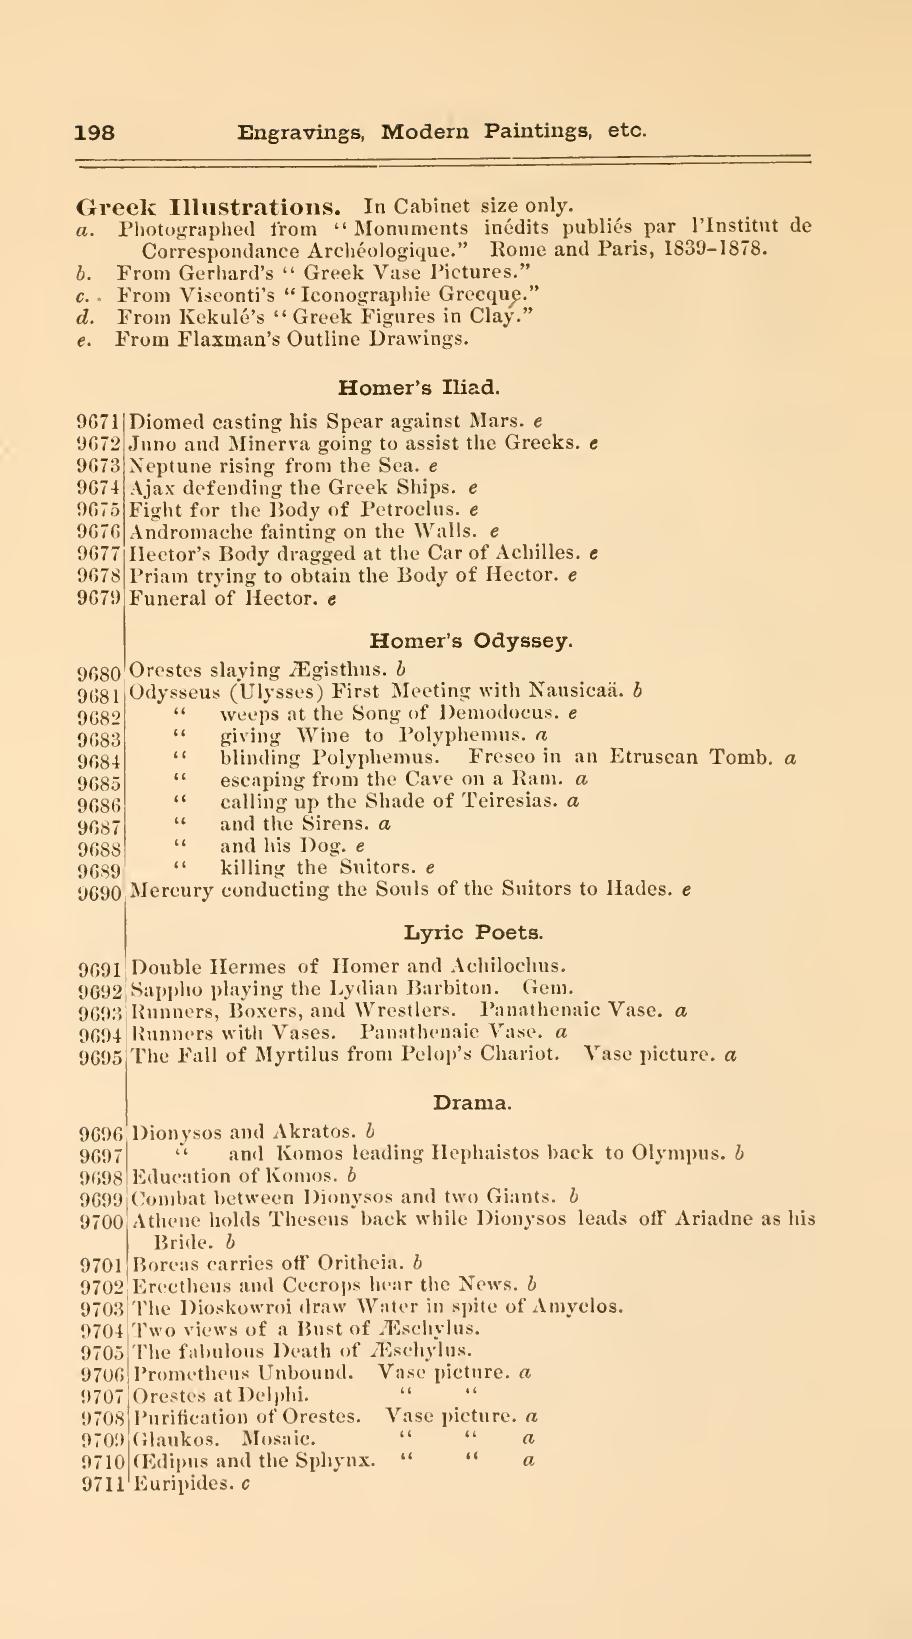 198 Engravings, Modern Paintings, etc.
Greek Illustrations. In Cabinet size only.
a. Photographed from “Monuments inédits publiés par l’Institut de
Correspondance Archéologique.” Rome and Paris, 1839–1878.
b. From Gerhard’s “Greek Vase Pictures.”
c. From Visconti’s “Iconographie Grecque.”
d. From Kekulé’s “Greek Figures in Clay.”
e. From Flaxman’s Outline Drawings.
Homer’s Iliad.
9671 Diomed casting his Spear against Mars. e
9672 Juno and Minerva going to assist the Greeks. e
9673 Neptune rising from the Sea. e
9674 Ajax defending the Greek Ships. e
9675 Fight for the Body of Petroclus. e
9676 Andromache fainting on the Walls. e
9677 Hector’s Body dragged at the Car of Achilles. e
9678 Priam trying to obtain the Body of Hector. e
9679 Funeral of Hector. e
Homer’s Odyssey.
9680 Orestes slaying Ægisthus. b
9681 Odysseus (Ulysses) First Meeting with Nausicaä. b
9682 “ weeps at the Song of Demodocus. e
9683 “ giving Wine to Polyphemus. a
9684 “ blinding Polyphemus. Fresco in an Etruscan Tomb. a
9685 “ escaping from the Cave on a Ram. a
9686 “ calling up the Shade of Teiresias. a
9687 “ and the Sirens. a
9688 “ and his Dog. e
9689 “ killing the Suitors. e
9690 Mercury conducting the Souls of the Suitors to Hades. e
Lyric Poets.
9691 Double Hermes of Homer and Achilochus.
9692 Sappho playing the Lydian Barbiton. Gem.
9693 Runners, Boxers, and Wrestlers. Panathenaic Vase. a
9694 Runners with Vases. Panathenaic Vase. a
9695 The Fall of Myrtilus from Pelop’s Chariot. Vase picture. a
Drama.
9696 Dionysos and Akratos. b
9697 “ and Komos leading Hephaistos back to Olympus. b
9698 Education of Komos. b
9699 Combat between Dionysos and two Giants. b
9700 Athene holds Theseus back while Dionysos leads off Ariadne as his
Bride. b
9701 Boreas carries off Oritheia. b
9702 Erectheus and Cecrops hear the News. b
9703 The Dioskowroi draw Water in spite of Amyclos.
9704 Two views of a Bust of Æschylus.
9705 The fabulous Death of Æschylus.
9706 Prometheus Unbound. Vase picture. a
9707 Orestes at Delphi. “ “
9708 Purification of Orestes. Vase picture. a
9709 Glaukos. Mosaic. “ “ a
9710 Œdipus and the Sphynx. “ “ a
9711 Euripides. c